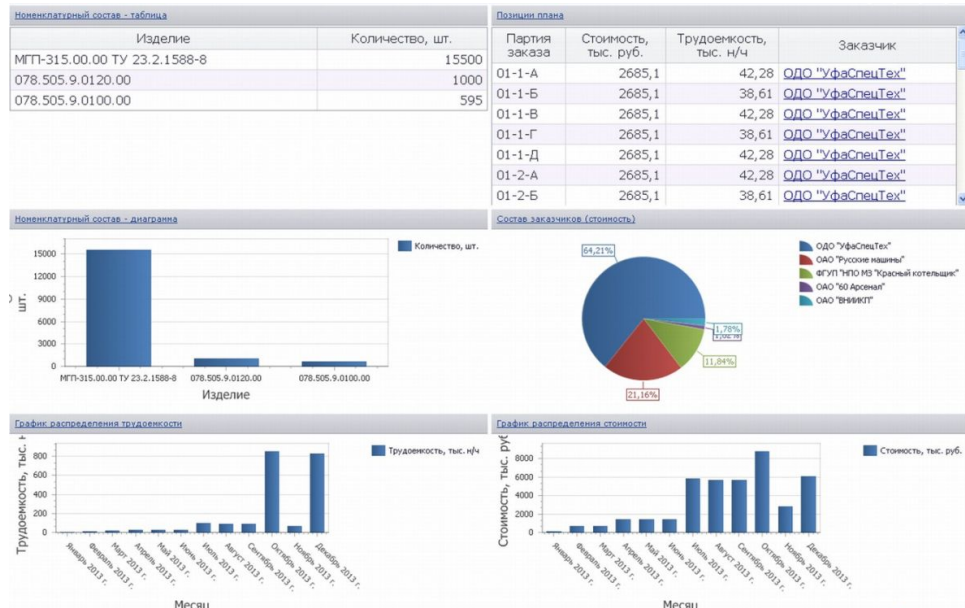 Номенклатурный состав - таблица
Изделие Количество, шт.
МГП-315.00.00 ТУ 23.2.1588-8 15500
078.505.9.0120.00 1000
078.505.9.0100.00 595
Позиции плана
Партия заказа Стоимость, тыс. руб. Трудоемкость, тыс. н/ч Заказчик
01-1-А 2685,1 42,28 ОДО "УфаСпецТех"
01-1-Б 2685,1 38,61 ОДО "УфаСпецТех"
01-1-В 2685,1 42,28 ОДО "УфаСпецТех"
01-1-Г 2685,1 38,61 ОДО "УфаСпецТех"
01-1-Д 2685,1 42,28 ОДО "УфаСпецТех"
01-2-А 2685,1 42,28 ОДО "УфаСпецТех"
01-2-Б 2685,1 38,61 ОДО "УфаСпецТех"
Номенклатурный состав - диаграмма
Количество, шт.
15000
12000
9000
6000
3000
0
шт.
МГП-315.00.00 ТУ 23.2.1588-8 078.505.9.0120.00 078.505.9.0100.00
Изделие
Состав заказчиков (стоимость)
64,21%
21,16%
11,84%
1,78%
ОДО "УфаСпецТех"
ОАО "Русские машины"
ФГУП "НПО МЗ "Красный котельщик"
ОАО "60 Арсенал"
ОАО "ВНИИКП"
График распределения трудоемкости
Трудоемкость, тыс. н/ч
Трудоемкость, тыс.
800
600
400
200
0
Январь 2013 г.
Февраль 2013 г.
Март 2013 г.
Апрель 2013 г.
Май 2013 г.
Июнь 2013 г.
Июль 2013 г.
Август 2013 г.
Сентябрь 2013 г.
Октябрь 2013 г.
Ноябрь 2013 г.
Декабрь 2013 г.
Месяц
График распределения стоимости
Стоимость, тыс. руб.
Стоимость, тыс. руб
8000
6000
4000
2000
0
Январь 2013 г.
Февраль 2013 г.
Март 2013 г.
Апрель 2013 г.
Май 2013 г.
Июнь 2013 г.
Июль 2013 г.
Август 2013 г.
Сентябрь 2013 г.
Октябрь 2013 г.
Ноябрь 2013 г.
Декабрь 2013 г.
Месяц